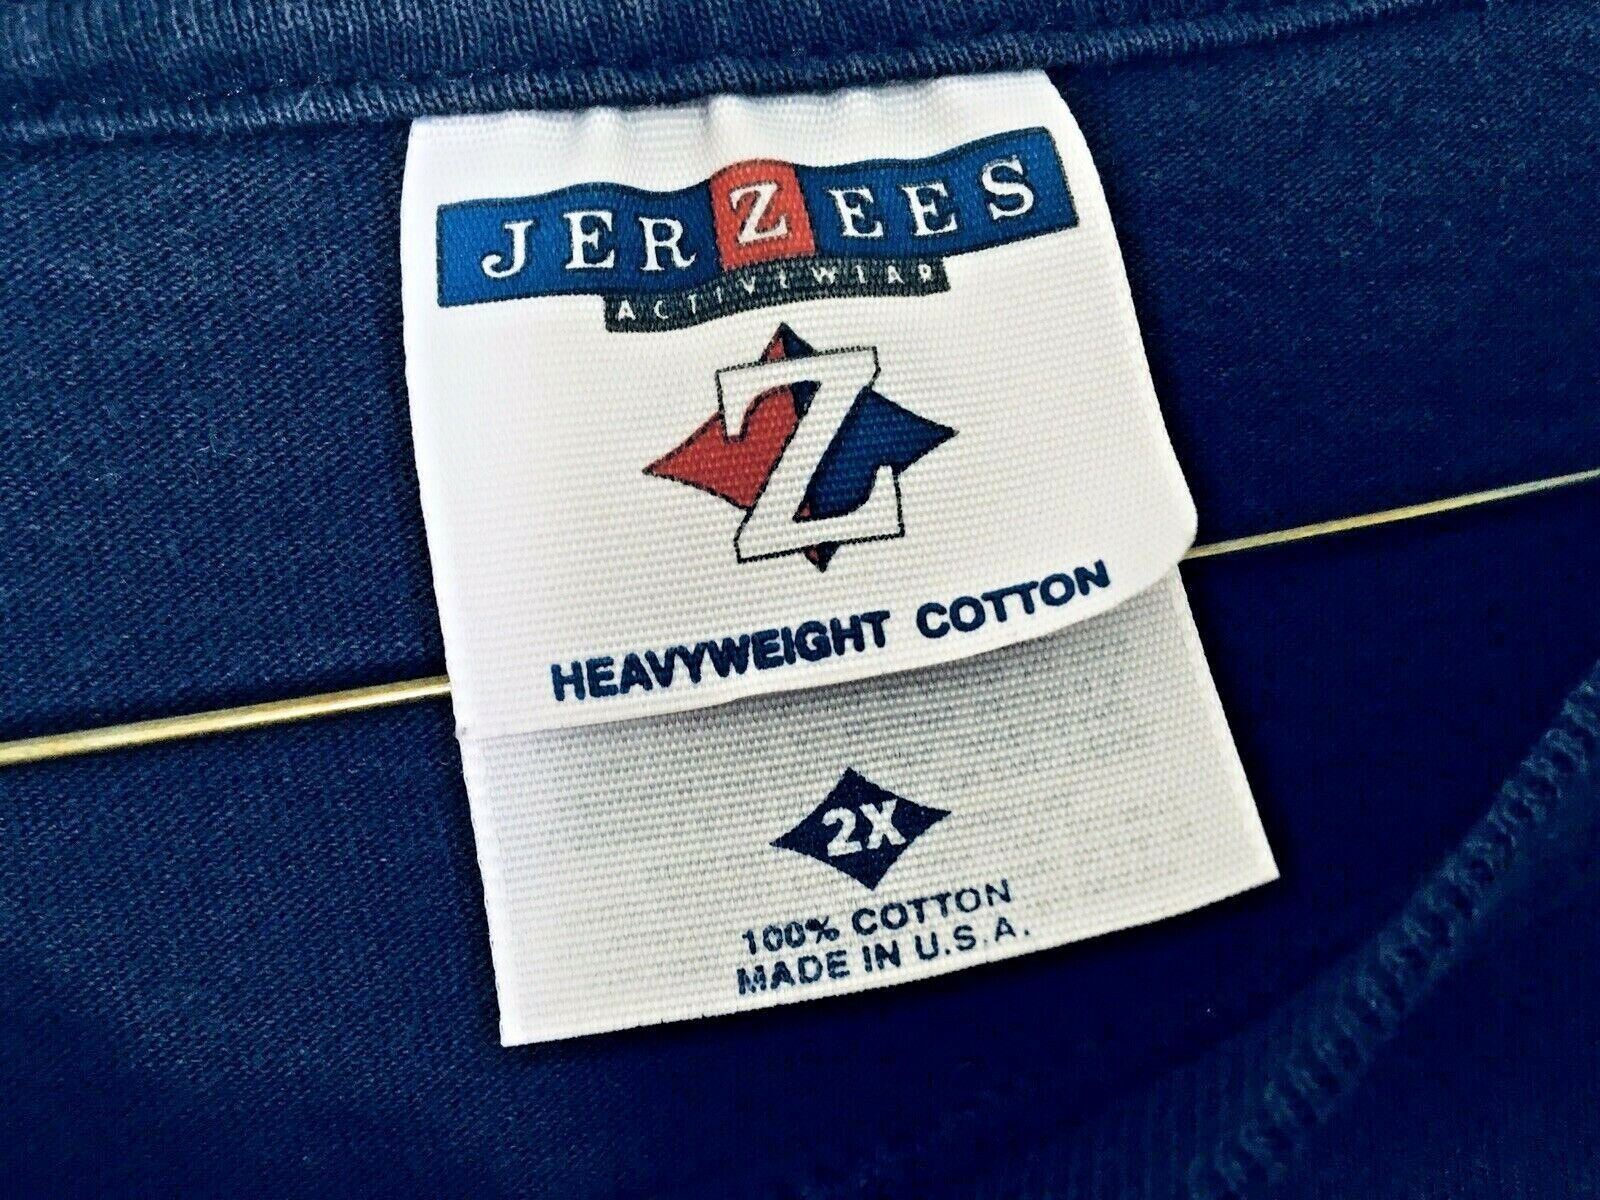 JERZEES
ACTIVEWEAR
Z
HEAVYWEIGHT COTTON
2X
100% COTTON
MADE IN U.S.A.